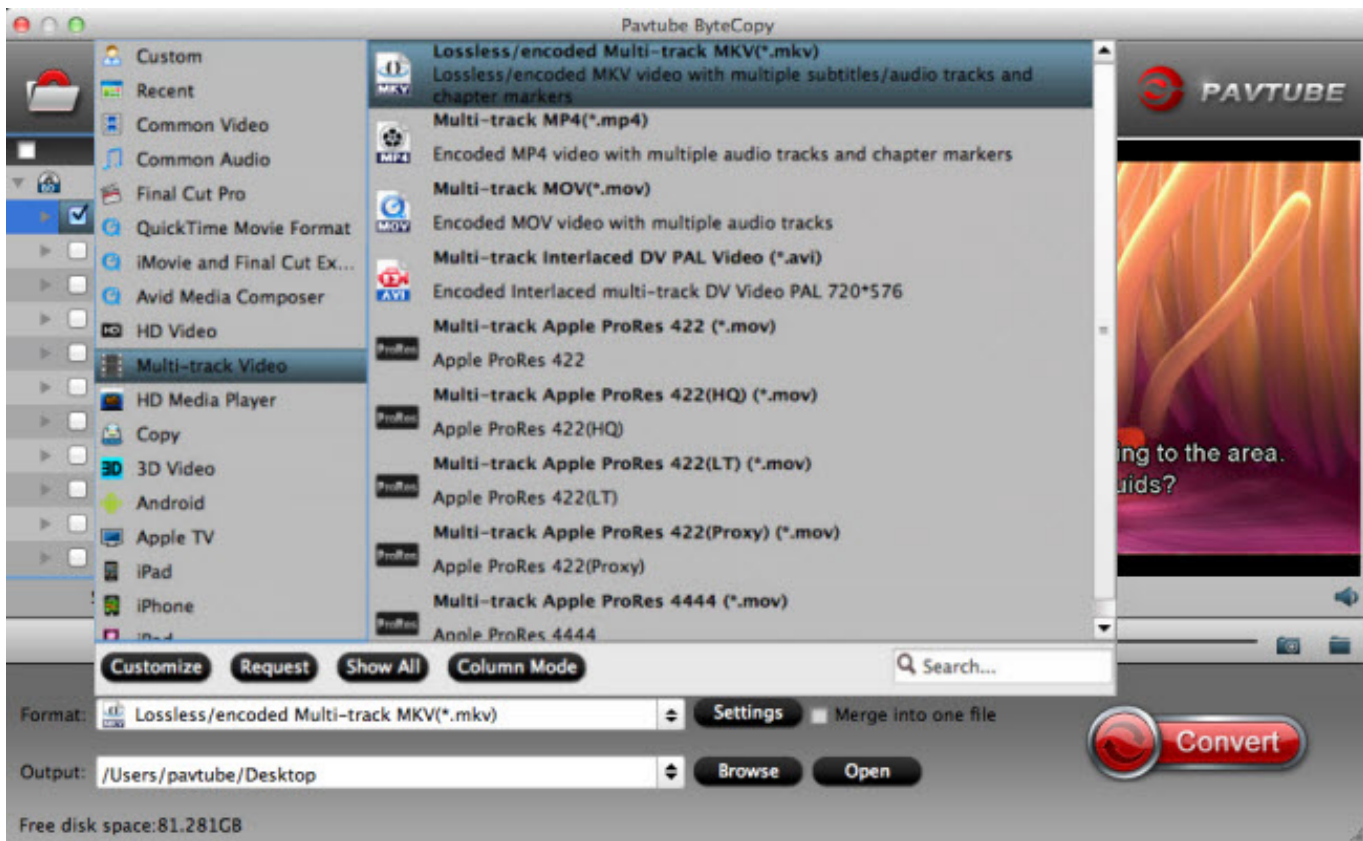 Pavtube ByteCopy
PAVTUBE
Custom
Recent
Common Video
Common Audio
Final Cut Pro
QuickTime Movie Format
iMovie and Final Cut Ex...
Avid Media Composer
HD Video
Multi-track Video
HD Media Player
Copy
3D Video
Android
Apple TV
iPad
iPhone
Lossless/encoded Multi-track MKV(*.mkv)
Lossless/encoded MKV video with multiple subtitles/audio tracks and
chapter markers
Multi-track MP4(*.mp4)
Encoded MP4 video with multiple audio tracks and chapter markers
Multi-track MOV(*.mov)
Encoded MOV video with multiple audio tracks
Multi-track Interlaced DV PAL Video (*.avi)
Encoded Interlaced multi-track DV Video PAL 720*576
Multi-track Apple ProRes 422 (*.mov)
Apple ProRes 422
Multi-track Apple ProRes 422(HQ) (*.mov)
Apple ProRes 422(HQ)
Multi-track Apple ProRes 422(LT) (*.mov)
Apple ProRes 422(LT)
Multi-track Apple ProRes 422(Proxy) (*.mov)
Apple ProRes 422(Proxy)
Multi-track Apple ProRes 4444 (*.mov)
Apple ProRes 4444
ing to the area.
uids?
Customize Request Show All Column Mode Search...
Format: Lossless/encoded Multi-track MKV(*.mkv) Settings Merge into one file
Convert
Output: /Users/pavtube/Desktop Browse Open
Free disk space:81.281GB